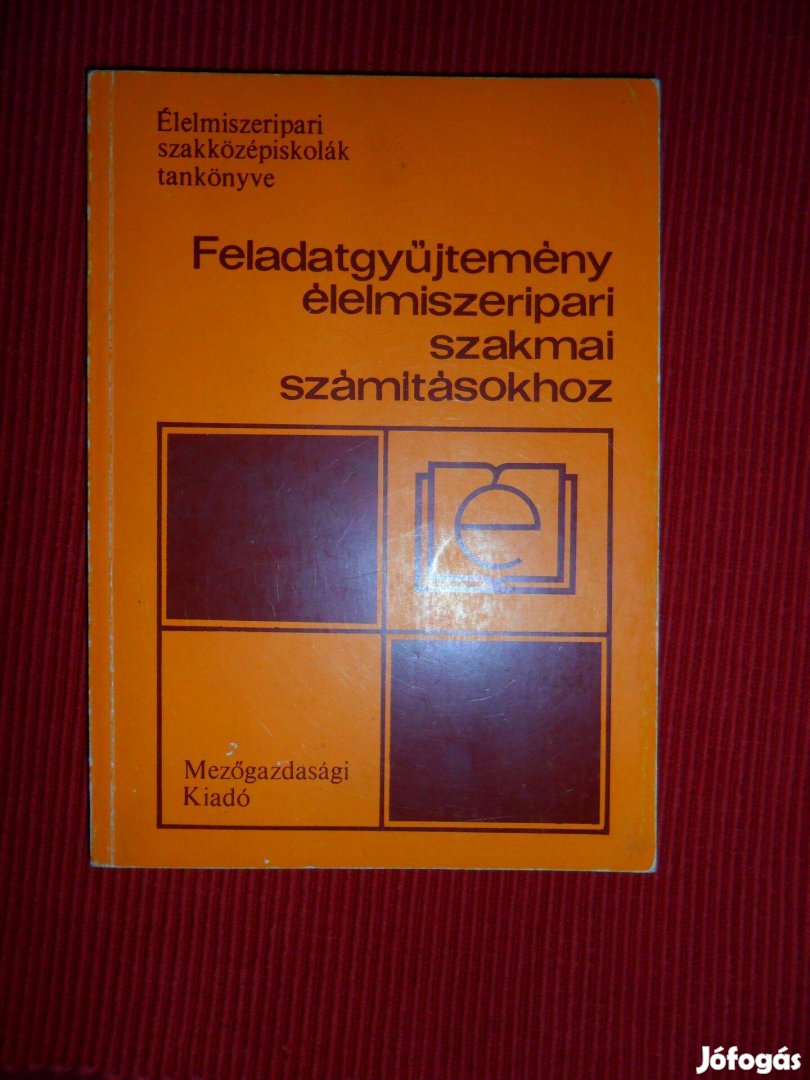 Élelmiszeripari
szakközépiskolák
tankönyve
Feladatgyűjtemény
élelmiszeripari
szakmai
számításokhoz
e
Mezőgazdasági
Kiadó
Jófogás